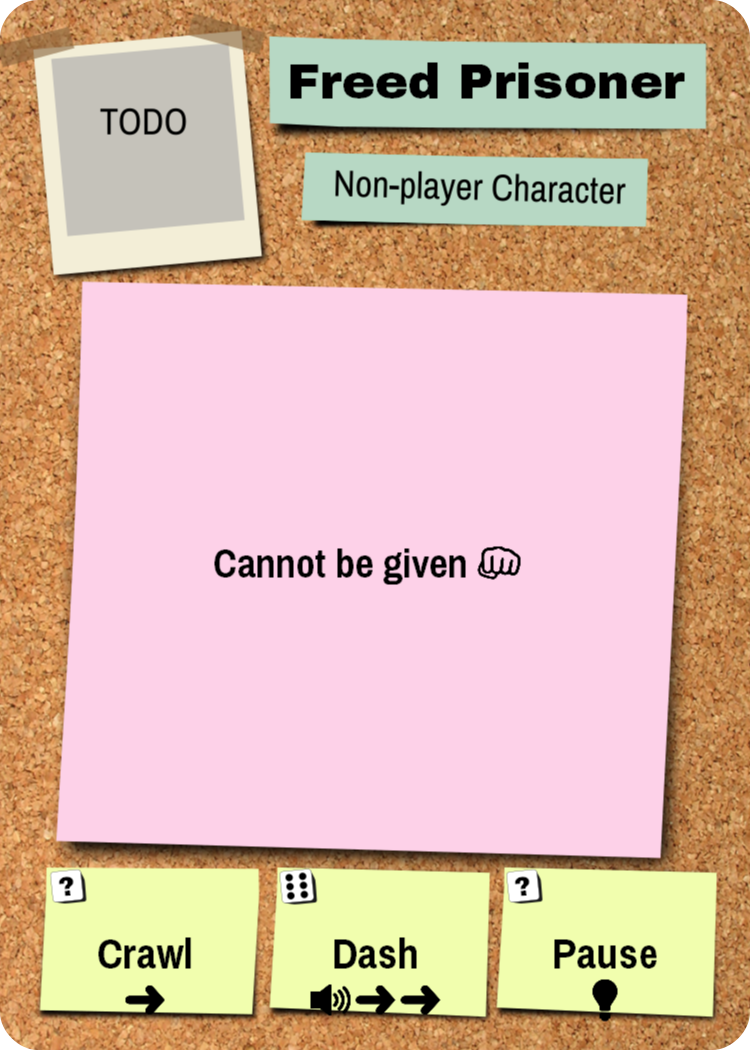 TODO
Freed Prisoner
Non-player Character
Cannot be given
?
?
Crawl
Dash
Pause